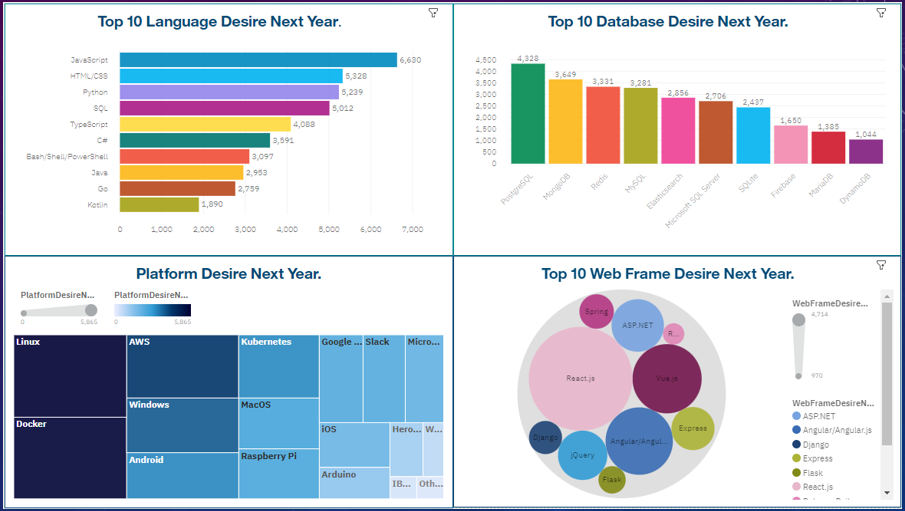 Top 10 Language Desire Next Year.
JavaScript
6,630
HTML/CSS
5,328
Python
5,239
SQL
5,012
TypeScript
4,088
C#
3,591
Bash/Shell/PowerShell
3,097
Java
2,953
Go
2,759
Kotlin
1,890
0 1,000 2,000 3,000 4,000 5,000 6,000 7,000
Top 10 Database Desire Next Year.
4,500
4,000
3,500
3,000
2,500
2,000
1,500
1,000
500
0
4,328 3,649 3,331 3,281 2,856 2,706 2,437 1,650 1,385 1,044
PostgreSQL MongoDB Redis MySQL Elasticsearch Microsoft SQL Server SQLite Firebase MariaDB DynamoDB
Platform Desire Next Year.
PlatformDesireN... PlatformDesireN...
0 5,865 0 5,865
Linux
Docker
AWS
Windows
Android
Kubernetes
MacOS
Raspberry Pi
Google ...
Slack
Micro...
iOS
Arduino
Hero...
W...
IB...
Oth...
Top 10 Web Frame Desire Next Year.
Spring
ASP.NET
R...
React.js
Vue.js
Express
Angular/Angul...
Django
jQuery
Flask
WebFrameDesire...
4,714
970
WebFrameDesireN...
ASP.NET
Angular/Angular.js
Django
Express
Flask
React.js